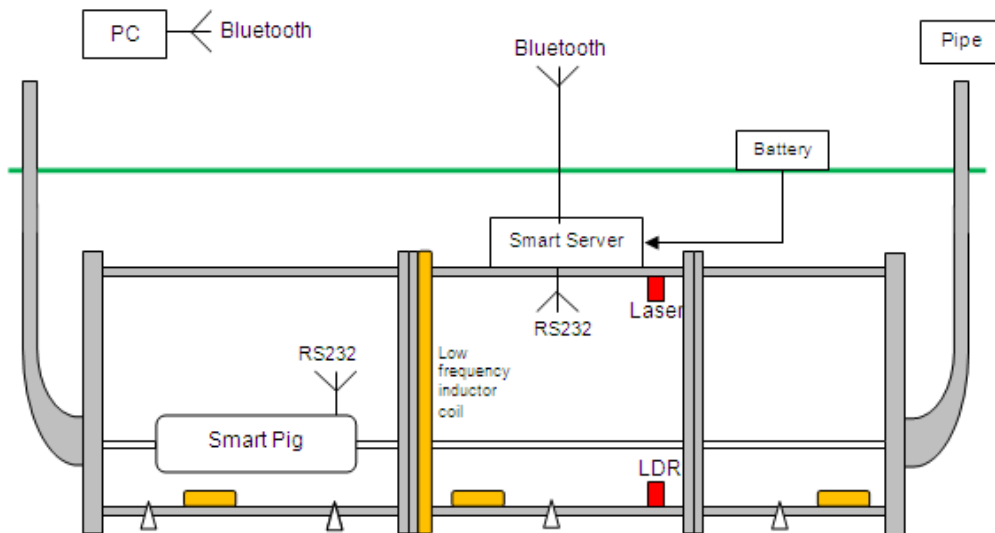 PC
Bluetooth
Bluetooth
Pipe
Battery
Smart Server
Laser
RS232
RS232
Low
frequency
inductor
coil
Smart Pig
LDR